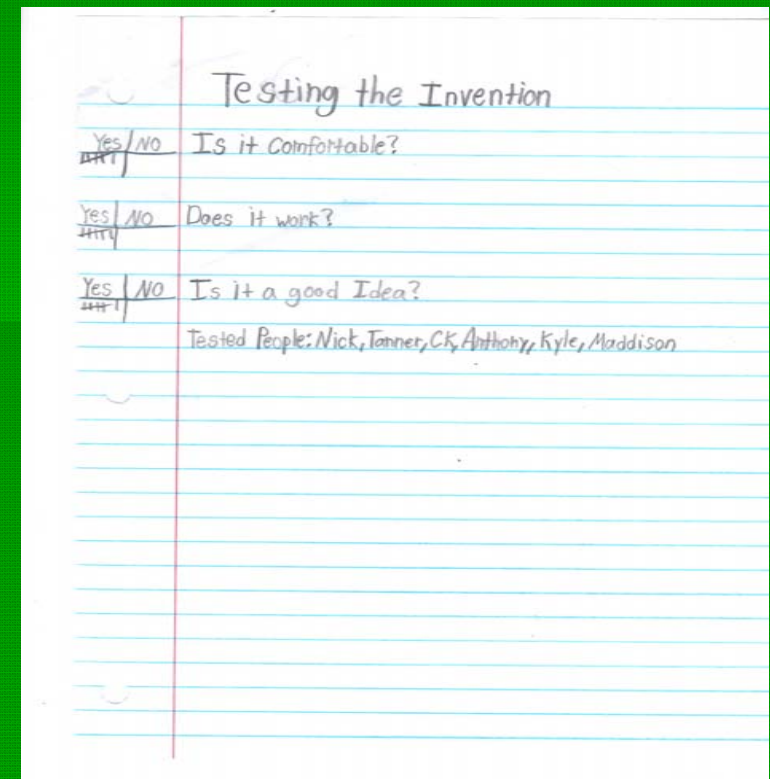 Testing the Invention
Yes NO Is it Comfortable?
Yes NO Does it work?
Yes NO Is it a good Idea?
Tested People: Nick, Tanner, CK, Anthony, Kyle, Maddison